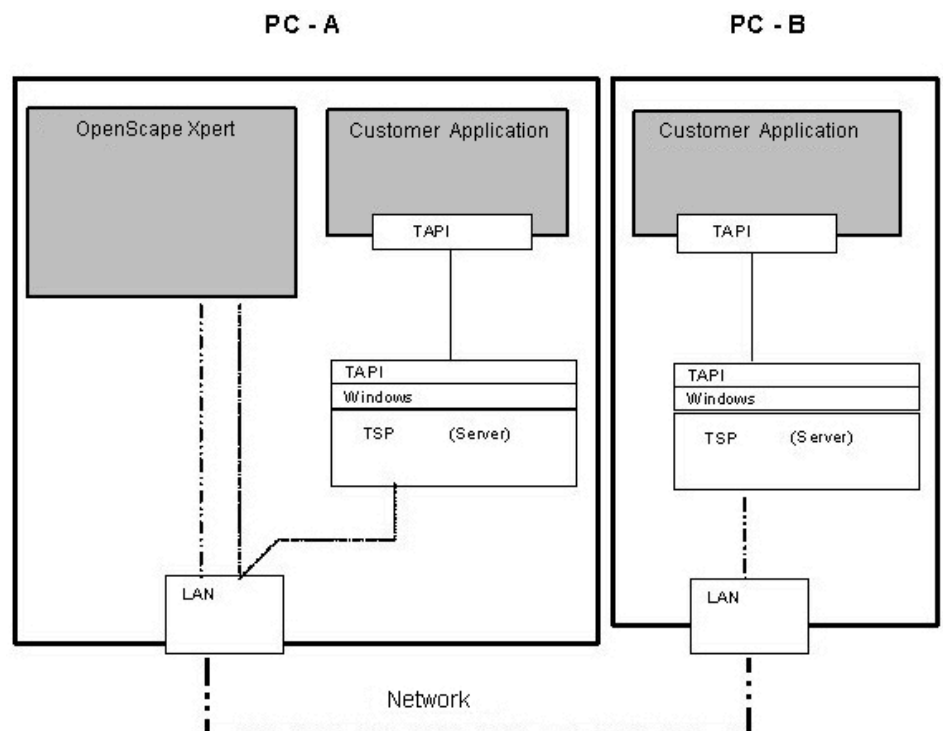 PC - A
PC - B
OpenScape Xpert
Customer Application
TAPI
TAPI
Windows
TSP (Server)
LAN
Customer Application
TAPI
TAPI
Windows
TSP (Server)
LAN
Network